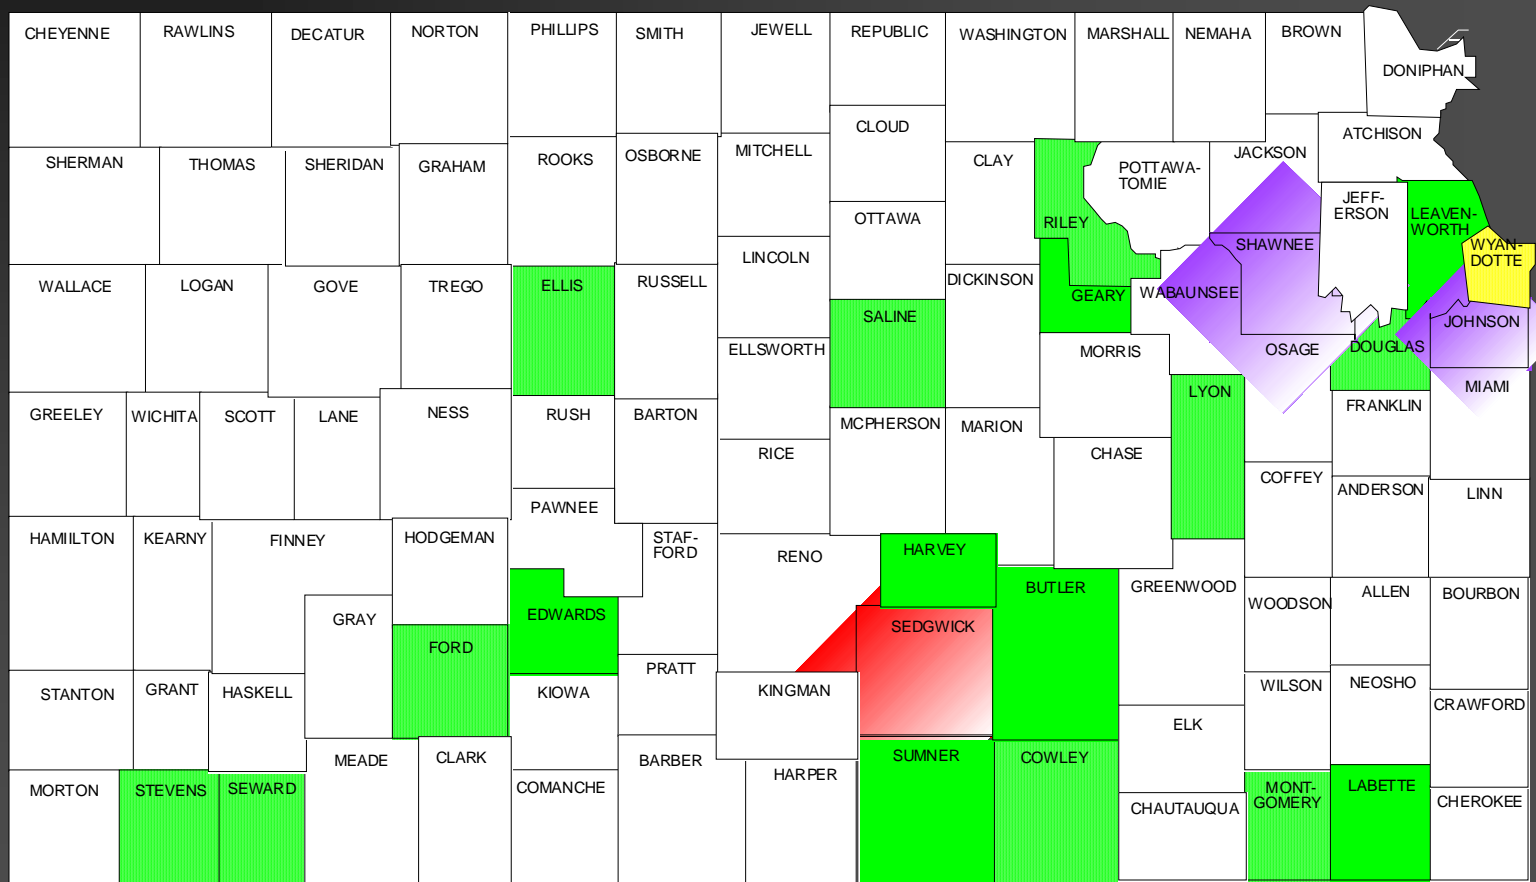 CHEYENNE
RAWLINS
DECATUR
NORTON
PHILLIPS
SMITH
JEWELL
REPUBLIC
WASHINGTON
MARSHALL
NEMAHA
BROWN
DONIPHAN
CLOUD
ATCHISON
SHERMAN
THOMAS
SHERIDAN
GRAHAM
ROOKS
OSBORNE
MITCHELL
CLAY
POTTAWA-
TOMIE
JACKSON
JEFF-
ERSON
LEAVEN-
WORTH
OTTAWA
RILEY
SHAWNEE
WYAN-
DOTTE
WALLACE
LOGAN
GOVE
TREGO
ELLIS
RUSSELL
LINCOLN
DICKINSON
GEARY
WABAUNSEE
SALINE
JOHNSON
ELLSWORTH
MORRIS
OSAGE
DOUGLAS
MIAMI
GREELEY
WICHITA
SCOTT
LANE
NESS
RUSH
BARTON
MCPHERSON
MARION
LYON
FRANKLIN
RICE
CHASE
COFFEY
ANDERSON
LINN
PAWNEE
HAMIILTON
KEARNY
FINNEY
HODGEMAN
STAF-
FORD
RENO
HARVEY
BUTLER
GREENWOOD
WOODSON
ALLEN
BOURBON
GRAY
EDWARDS
SEDGWICK
FORD
PRATT
STANTON
GRANT
HASKELL
KIOWA
KINGMAN
WILSON
NEOSHO
CRAWFORD
ELK
MEADE
CLARK
BARBER
HARPER
SUMNER
COWLEY
MORTON
STEVENS
SEWARD
COMANCHE
CHAUTAUQUA
MONT-
GOMERY
LABETTE
CHEROKEE